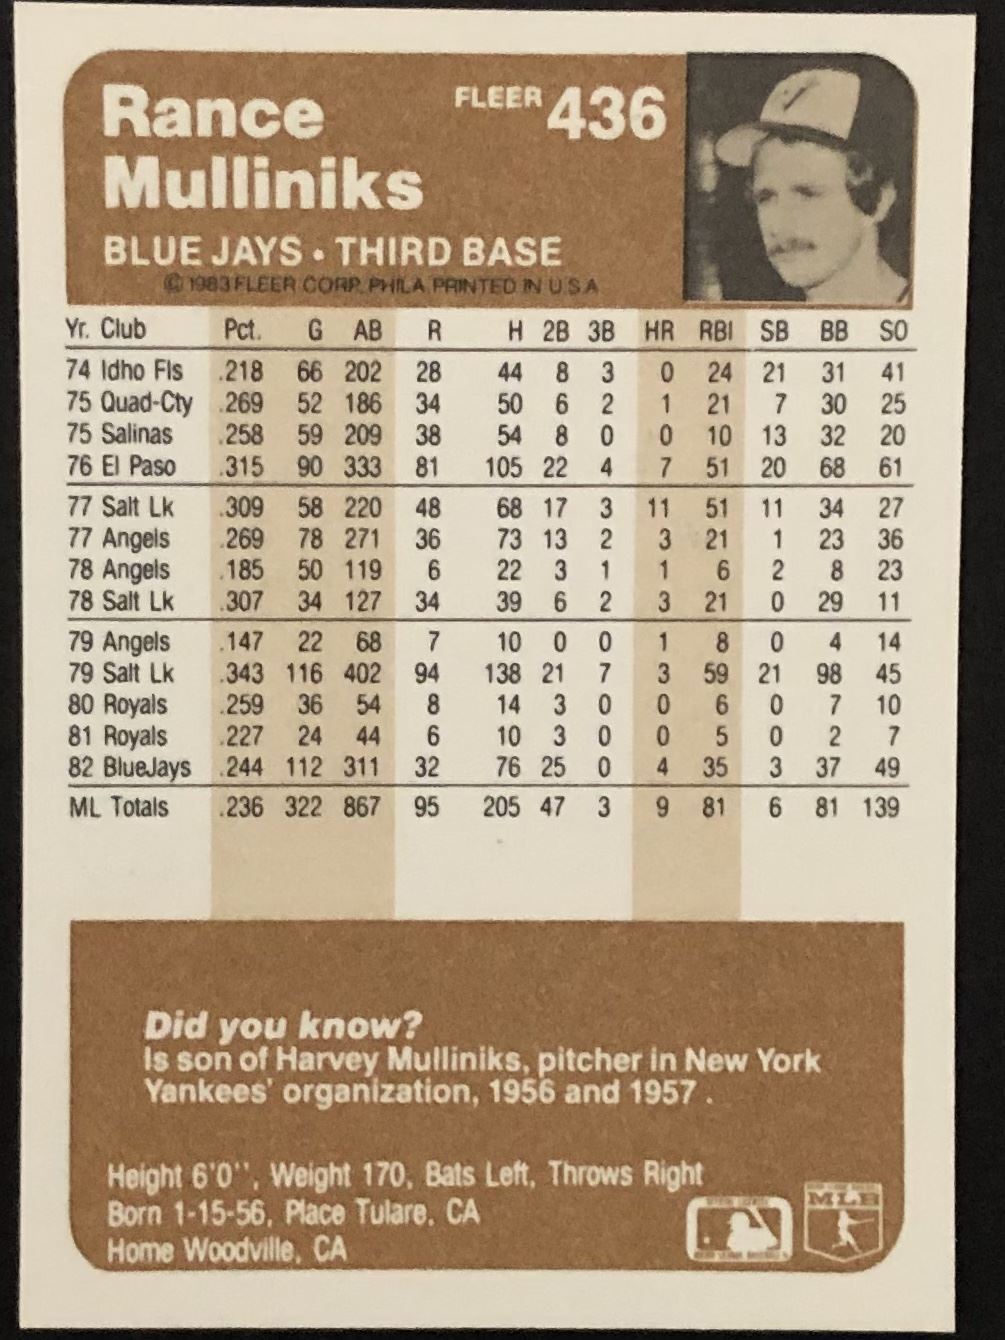 Rance
Mulliniks
FLEER 436
BLUE JAYS • THIRD BASE
© 1983 FLEER CORP. PHILA. PRINTED IN U.S.A.
Yr. Club Pct. G AB R H 2B 3B HR RBI SB BB SO
74 Idho Fls .218 66 202 28 44 8 3 0 24 21 31 41
75 Quad-Cty .269 52 186 34 50 6 2 1 21 7 30 25
75 Salinas .258 59 209 38 54 8 0 0 10 13 32 20
76 El Paso .315 90 333 81 105 22 4 7 51 20 68 61
77 Salt Lk .309 58 220 48 68 17 3 11 51 11 34 27
77 Angels .269 78 271 36 73 13 2 3 21 1 23 36
78 Angels .185 50 119 6 22 3 1 1 6 2 8 23
78 Salt Lk .307 34 127 34 39 6 2 3 21 0 29 11
79 Angels .147 22 68 7 10 0 0 1 8 0 4 14
79 Salt Lk .343 116 402 94 138 21 7 3 59 21 98 45
80 Royals .259 36 54 8 14 3 0 0 6 0 7 10
81 Royals .227 24 44 6 10 3 0 0 5 0 2 7
82 BlueJays .244 112 311 32 76 25 0 4 35 3 37 49
ML Totals .236 322 867 95 205 47 3 9 81 6 81 139
Did you know?
Is son of Harvey Mulliniks, pitcher in New York
Yankees' organization, 1956 and 1957 .
Height 6'0'', Weight 170, Bats Left, Throws Right
Born 1-15-56, Place Tulare, CA
Home Woodville, CA
MLB